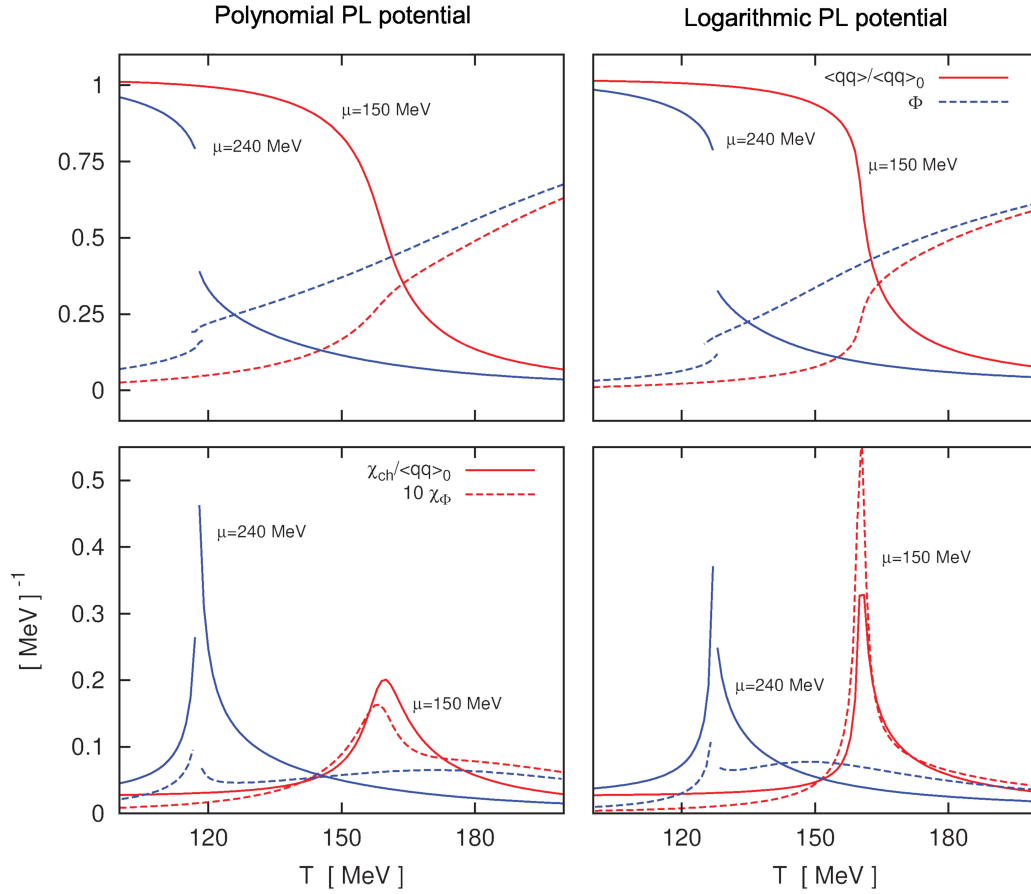 Polynomial PL potential
Logarithmic PL potential
1
0.75
0.5
0.25
0
μ=150 MeV
μ=240 MeV
<qq>/<qq>₀
Φ
μ=240 MeV
μ=150 MeV
0.5
0.4
0.3
0.2
0.1
0
[ MeV ]⁻¹
χ_ch/<qq>₀
10 χ_Φ
μ=240 MeV
μ=150 MeV
μ=150 MeV
μ=240 MeV
120
150
180
120
150
180
T [ MeV ]
T [ MeV ]